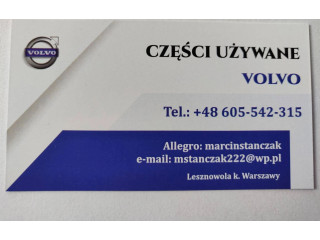 VOLVO
CZĘŚCI UŻYWANE
VOLVO
Tel.: +48 605-542-315
Allegro: marcinstanczak
e-mail: mstanczak222@wp.pl
Lesznowola k. Warszawy